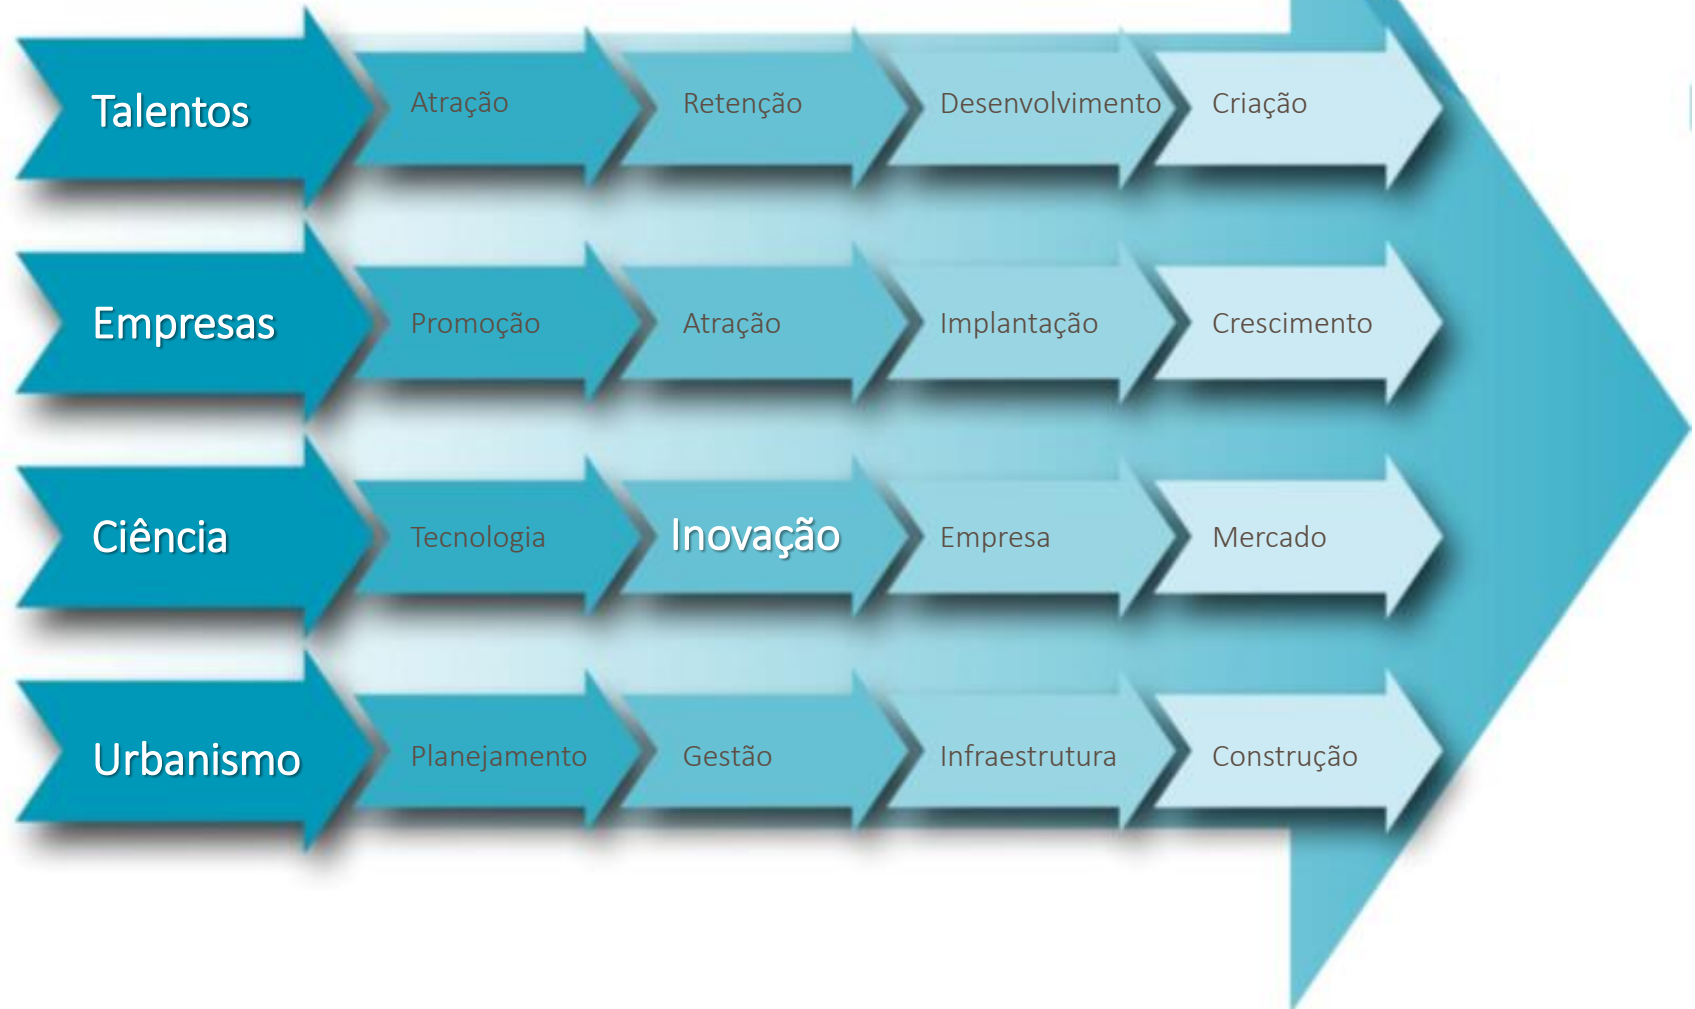 Talentos
Atração
Retenção
Desenvolvimento
Criação
Empresas
Promoção
Atração
Implantação
Crescimento
Ciência
Tecnologia
Inovação
Empresa
Mercado
Urbanismo
Planejamento
Gestão
Infraestrutura
Construção